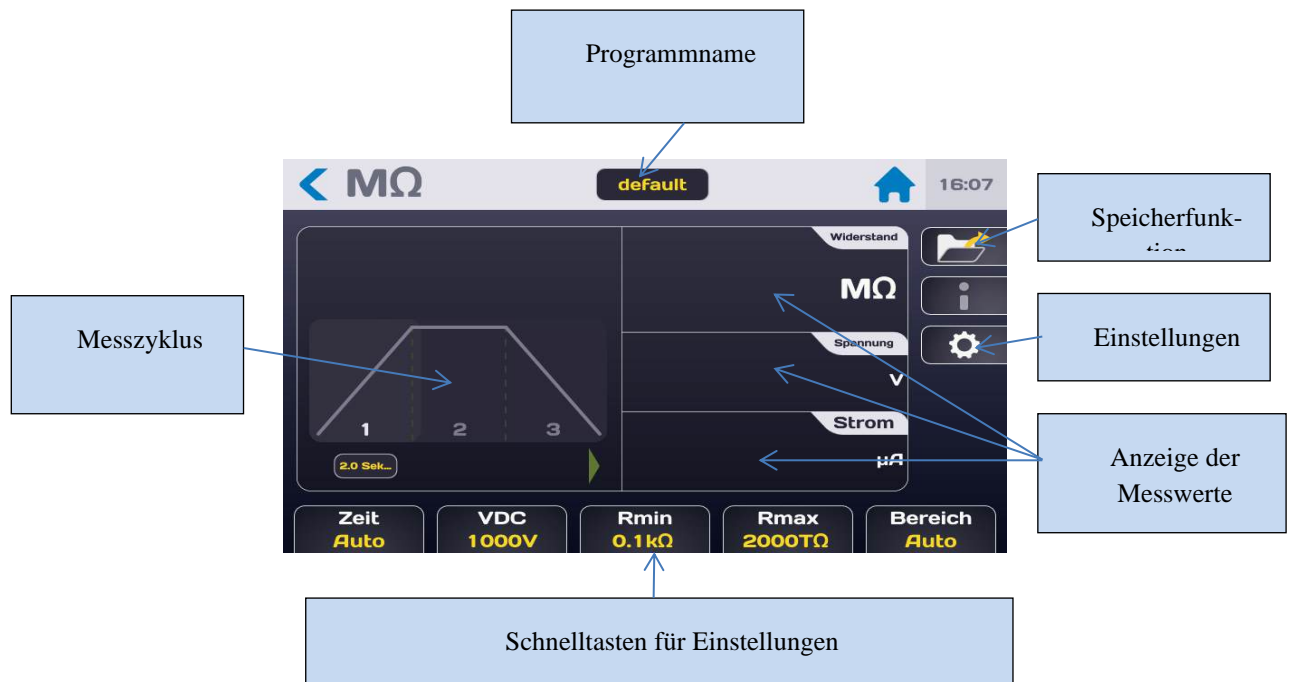 Programmname
MΩ
default
16:07
Widerstand
MΩ
Spannung
V
Strom
µA
1
2
3
2.0 Sek...
Zeit
Auto
VDC
1000V
Rmin
0.1kΩ
Rmax
2000TΩ
Bereich
Auto
Messzyklus
Speicherfunk-
tion
Einstellungen
Anzeige der
Messwerte
Schnelltasten für Einstellungen